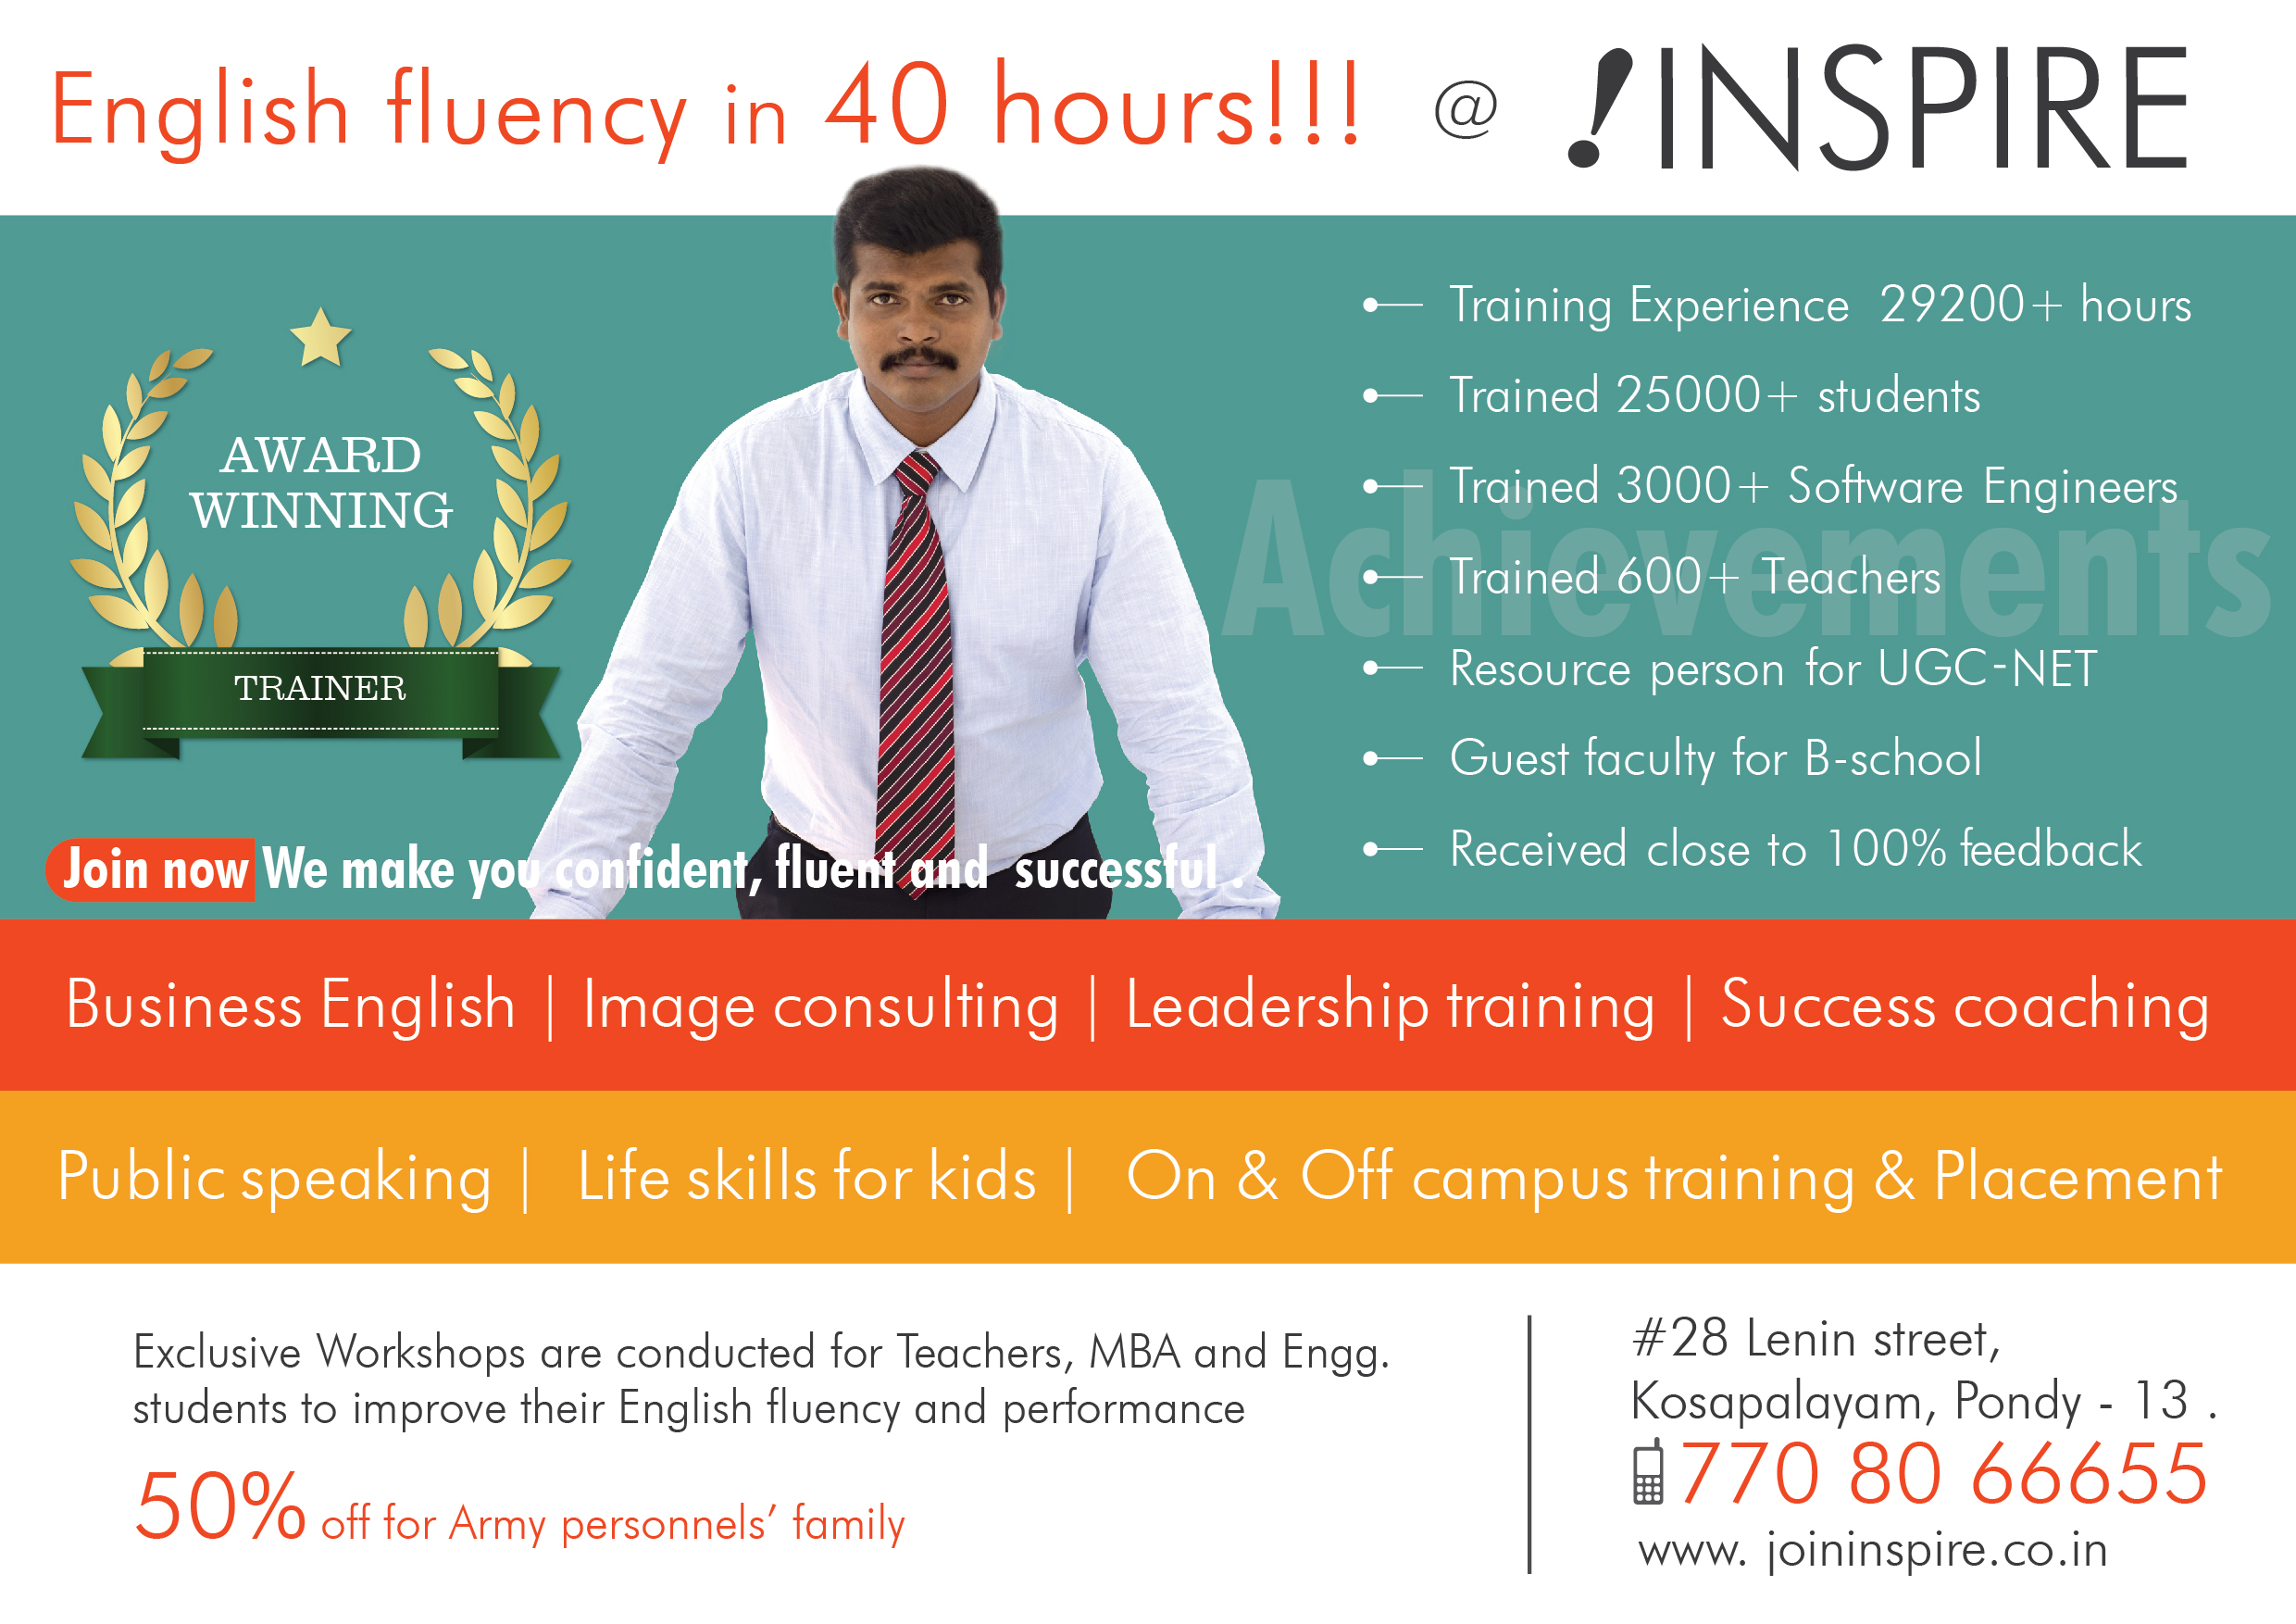 English fluency in 40 hours!!! @ !INSPIRE
AWARD
WINNING
TRAINER
Join now We make you confident, fluent and successful .
Achievements
Training Experience 29200+ hours
Trained 25000+ students
Trained 3000+ Software Engineers
Trained 600+ Teachers
Resource person for UGC-NET
Guest faculty for B-school
Received close to 100% feedback
Business English | Image consulting | Leadership training | Success coaching
Public speaking | Life skills for kids | On & Off campus training & Placement
Exclusive Workshops are conducted for Teachers, MBA and Engg.
students to improve their English fluency and performance
50% off for Army personnels’ family
#28 Lenin street,
Kosapalayam, Pondy - 13 .
770 80 66655
www. joininspire.co.in